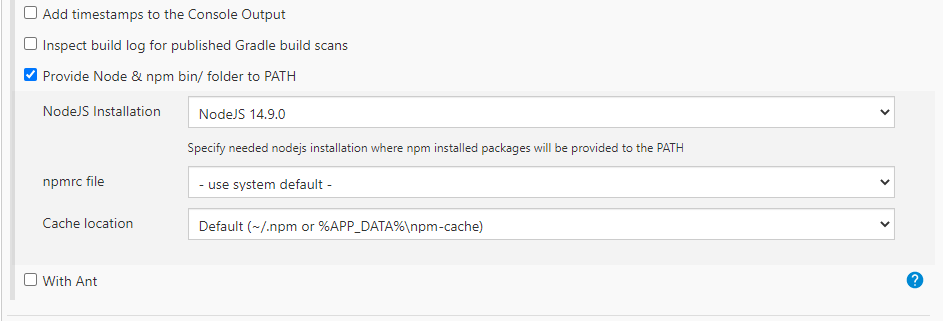 Add timestamps to the Console Output
Inspect build log for published Gradle build scans
Provide Node & npm bin/ folder to PATH
NodeJS Installation
NodeJS 14.9.0
Specify needed nodejs installation where npm installed packages will be provided to the PATH
npmrc file
- use system default -
Cache location
Default (~/.npm or %APP_DATA%\npm-cache)
With Ant
?